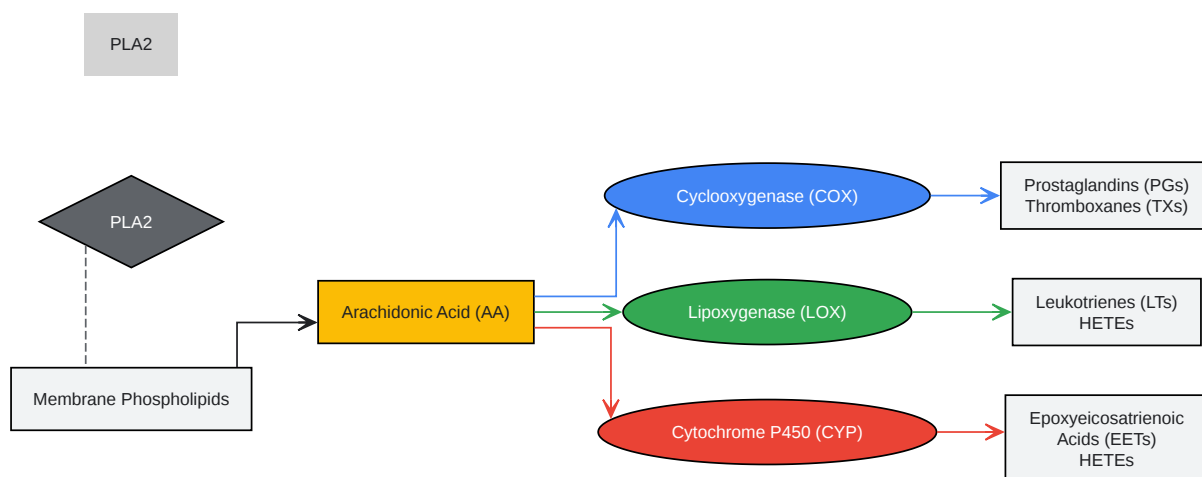 PLA2
PLA2
Membrane Phospholipids
Arachidonic Acid (AA)
Cyclooxygenase (COX)
Lipoxygenase (LOX)
Cytochrome P450 (CYP)
Prostaglandins (PGs)
Thromboxanes (TXs)
Leukotrienes (LTs)
HETEs
Epoxyeicosatrienoic
Acids (EETs)
HETEs